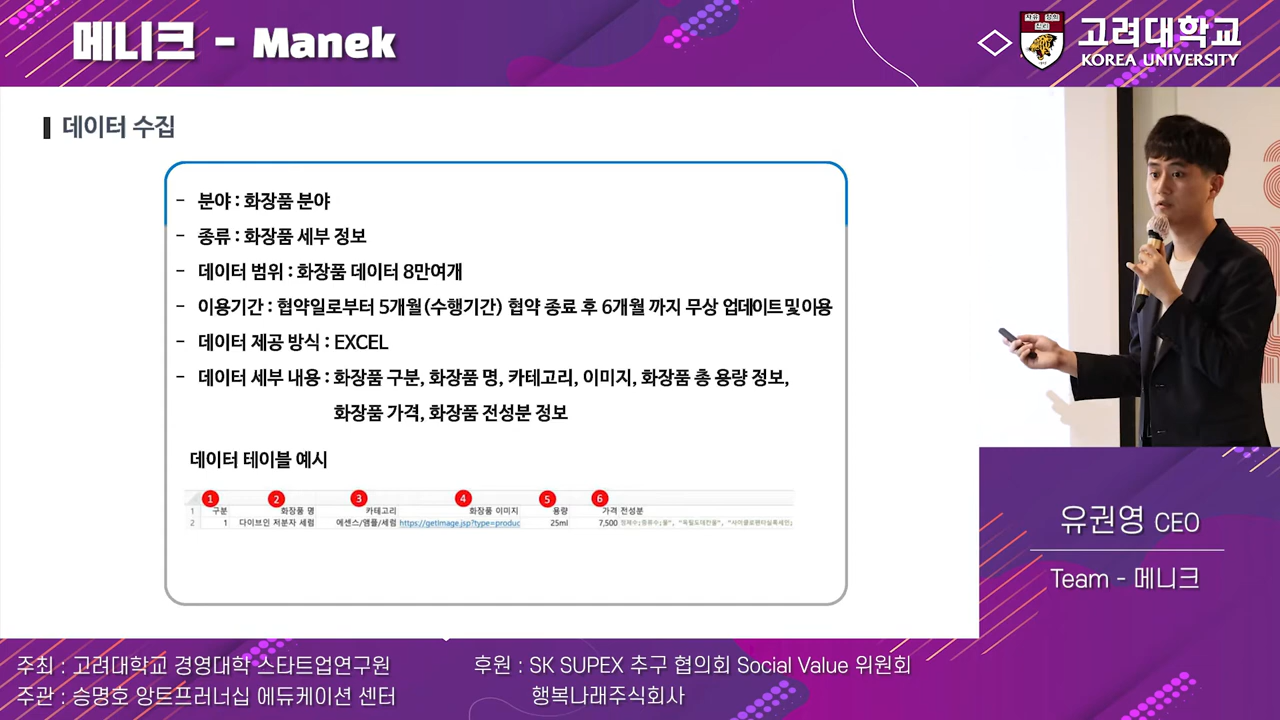 메니크 - Manek
고려대학교
KOREA UNIVERSITY
데이터 수집
- 분야 : 화장품 분야
- 종류 : 화장품 세부 정보
- 데이터 범위 : 화장품 데이터 8만여개
- 이용기간 : 협약일로부터 5개월(수행기간) 협약 종료 후 6개월 까지 무상 업데이트및이용
- 데이터 제공 방식 : EXCEL
- 데이터 세부 내용 : 화장품 구분, 화장품 명, 카테고리, 이미지, 화장품 총 용량 정보,
화장품 가격, 화장품 전성분 정보
데이터 테이블 예시
1 2 3 4 5 6
1 구분 화장품 명 카테고리 화장품 이미지 용량 가격 전성분
2 1 다이브인 저분자 세럼 에센스/앰플/세럼 https://getimage.jsp?type=produc 25ml 7,500
유권영 CEO
Team - 메니크
주최 : 고려대학교 경영대학 스타트업연구원
주관 : 승명호 앙트프러너십 에듀케이션 센터
후원 : SK SUPEX 추구 협의회 Social Value 위원회
행복나래주식회사